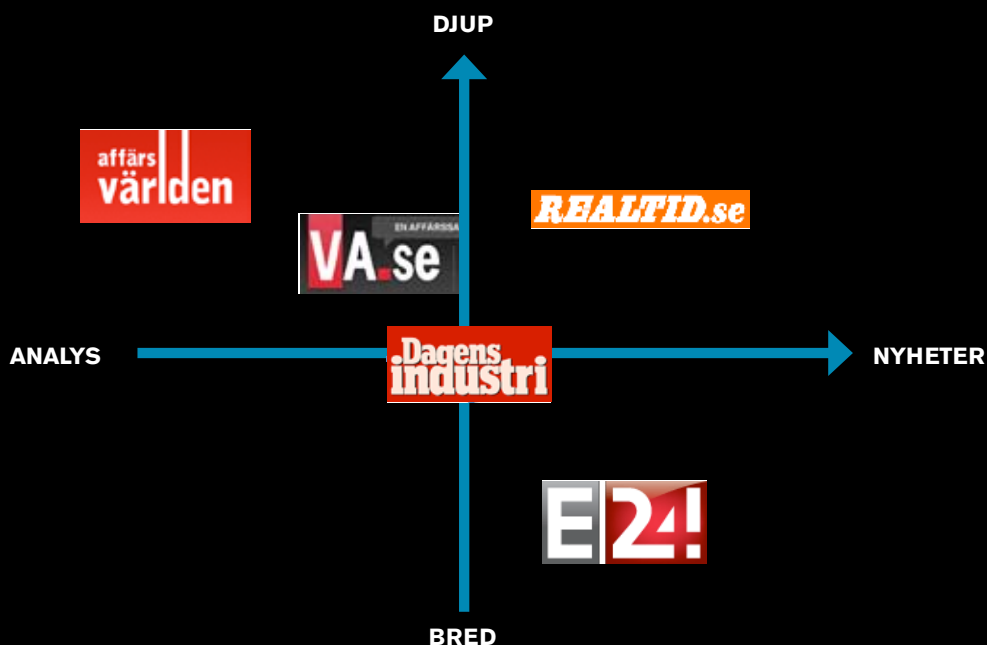 DJUP
affärs
världen
REALTID.se
EN AFFÄRSSA
VA.se
Dagens
industri
ANALYS
NYHETER
E24!
BRED